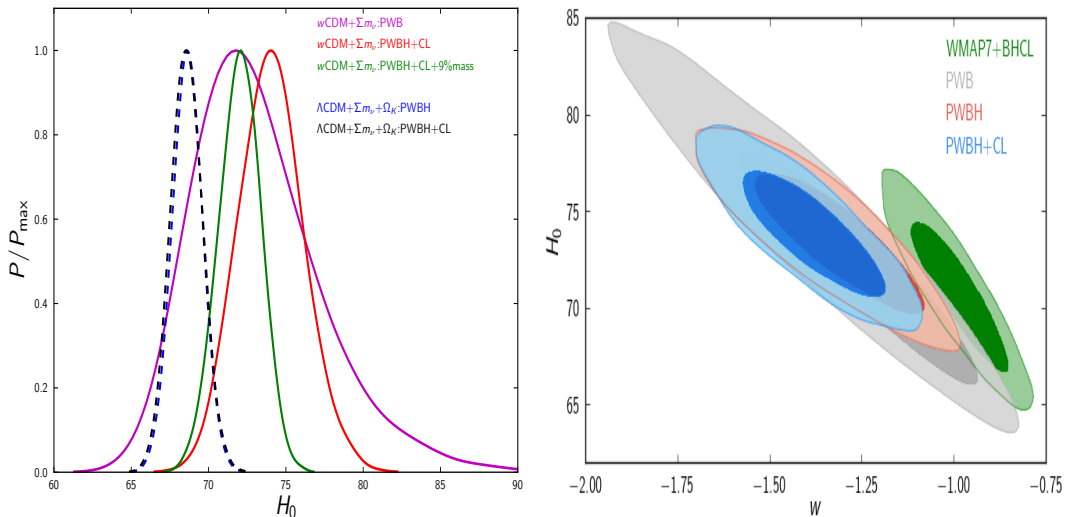 wCDM+Σmν:PWB
wCDM+Σmν:PWBH+CL
wCDM+Σmν:PWBH+CL+9%mass
ΛCDM+Σmν+ΩK:PWBH
ΛCDM+Σmν+ΩK:PWBH+CL
P/Pmax
1.0
0.8
0.6
0.4
0.2
0.0
60 65 70 75 80 85 90
H0
WMAP7+BHCL
PWB
PWBH
PWBH+CL
H0
85
80
75
70
65
−2.00 −1.75 −1.50 −1.25 −1.00 −0.75
w